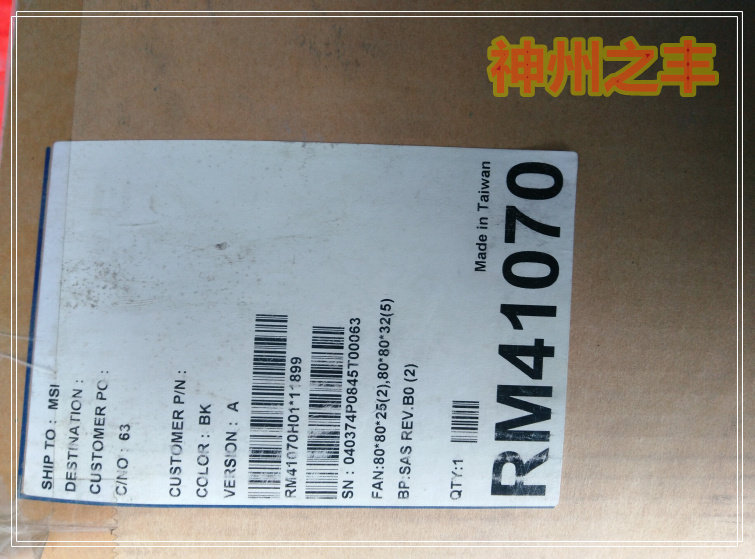 神州之丰
SHIP TO : MSI
DESTINATION :
CUSTOMER PO :
C/NO : 63
CUSTOMER P/N :
COLOR : BK
VERSION : A
RM41070H01*11899
SN : 040374P0845T00063
FAN:80*80*25(2),80*80*32(5)
BP:SAS REV.B0 (2)
QTY:1
Made in Taiwan
RM41070